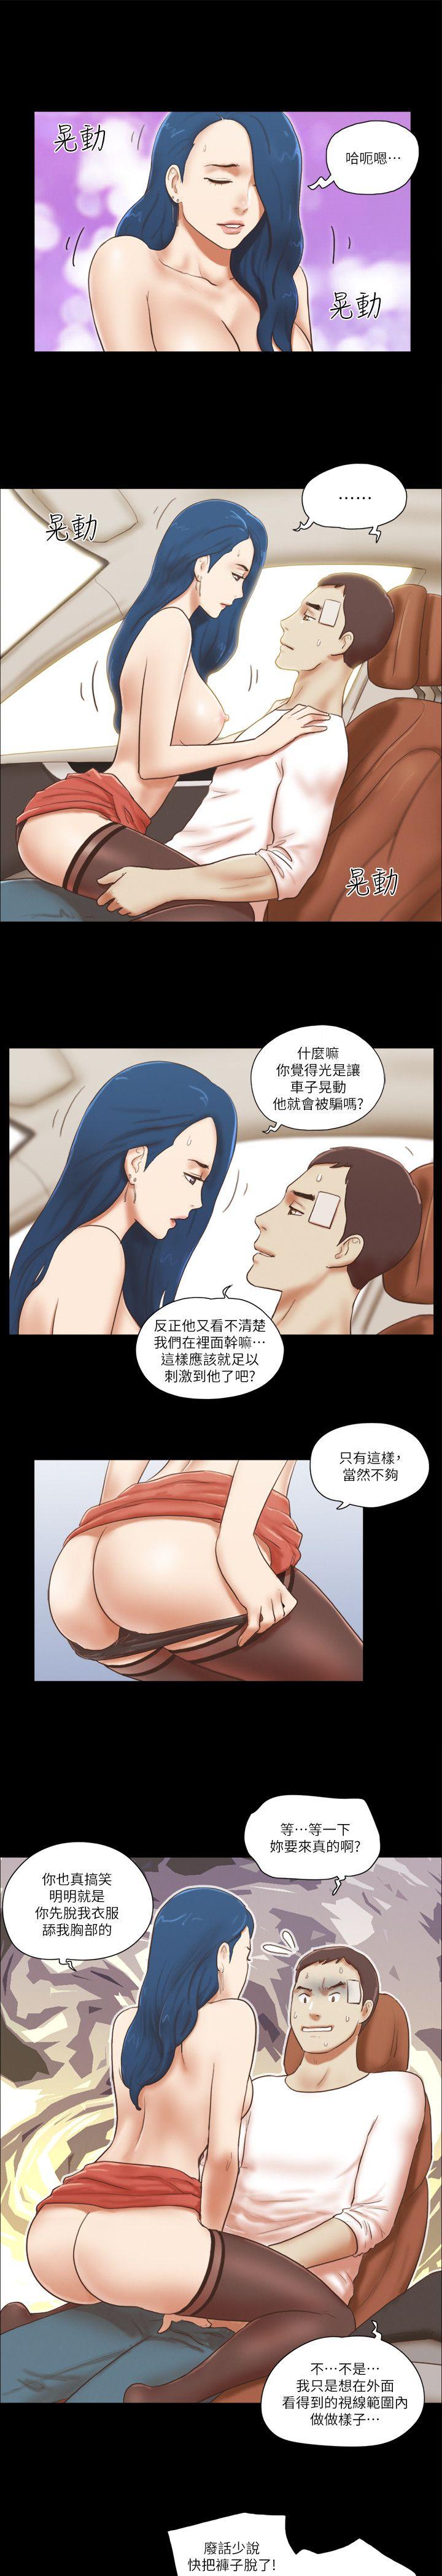 晃動
哈呃嗯…
晃動
……
晃動
晃動
什麼嘛
你覺得光是讓
車子晃動
他就會被騙嗎?
反正他又看不清楚
我們在裡面幹嘛…
這樣應該就足以
刺激到他了吧?
只有這樣，
當然不夠
等…等一下
妳要來真的啊?
你也真搞笑
明明就是
你先脫我衣服
舔我胸部的
不…不是…
我只是想在外面
看得到的視線範圍內
做做樣子…
廢話少說
快把褲子脫了!